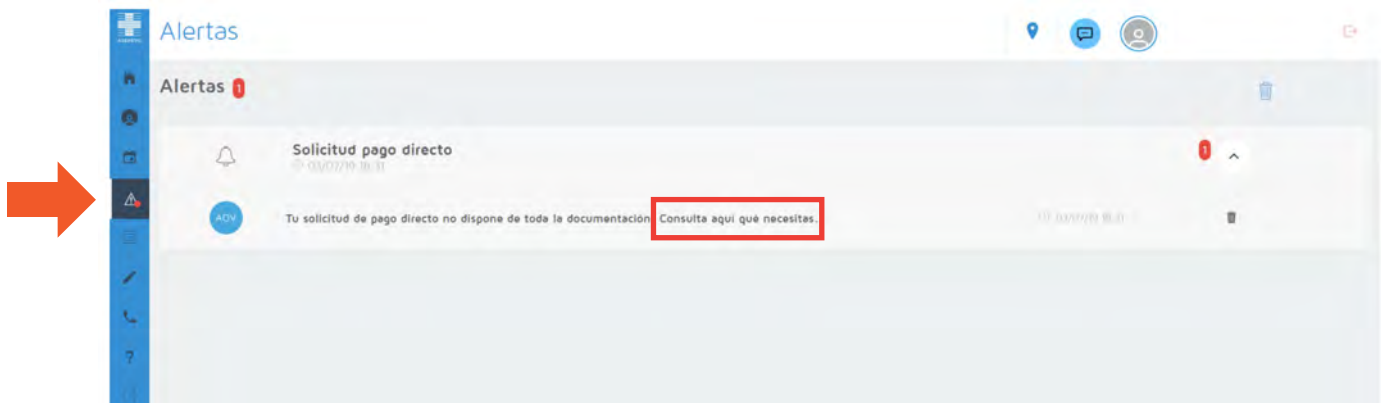 Alertas
Alertas 1
Solicitud pago directo
1
AOV
Tu solicitud de pago directo no dispone de toda la documentación
Consulta aquí que necesitas.
?